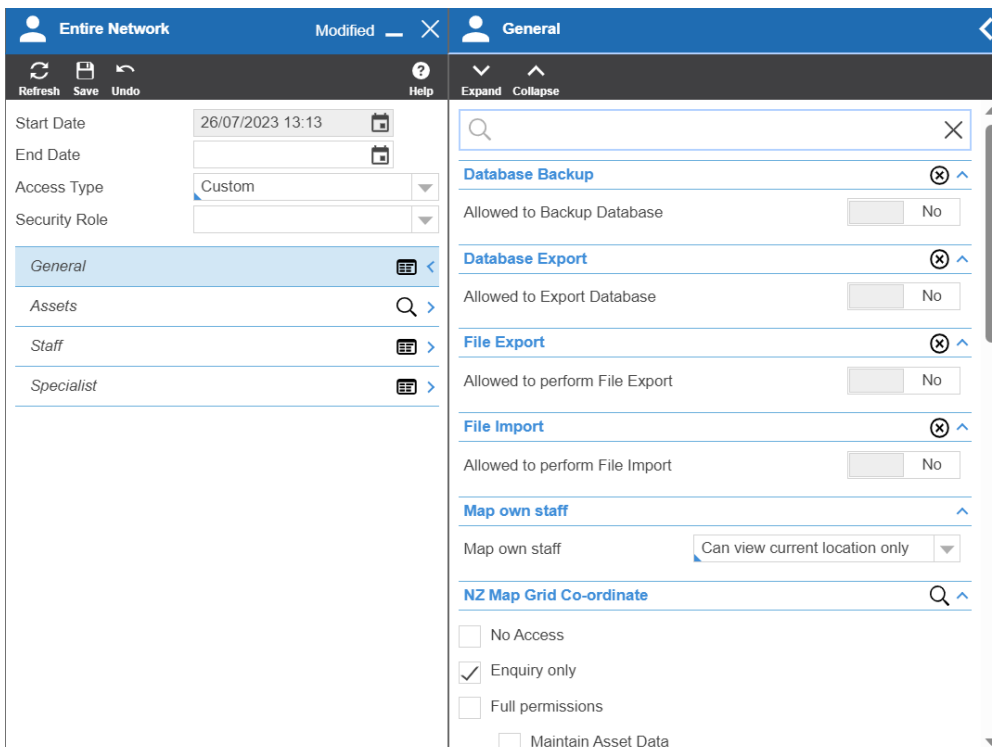 Entire Network Modified
Refresh Save Undo Help
Start Date 26/07/2023 13:13
End Date
Access Type Custom
Security Role
General
Assets
Staff
Specialist
General
Expand Collapse
Database Backup
Allowed to Backup Database No
Database Export
Allowed to Export Database No
File Export
Allowed to perform File Export No
File Import
Allowed to perform File Import No
Map own staff
Map own staff Can view current location only
NZ Map Grid Co-ordinate
No Access
Enquiry only
Full permissions
Maintain Asset Data